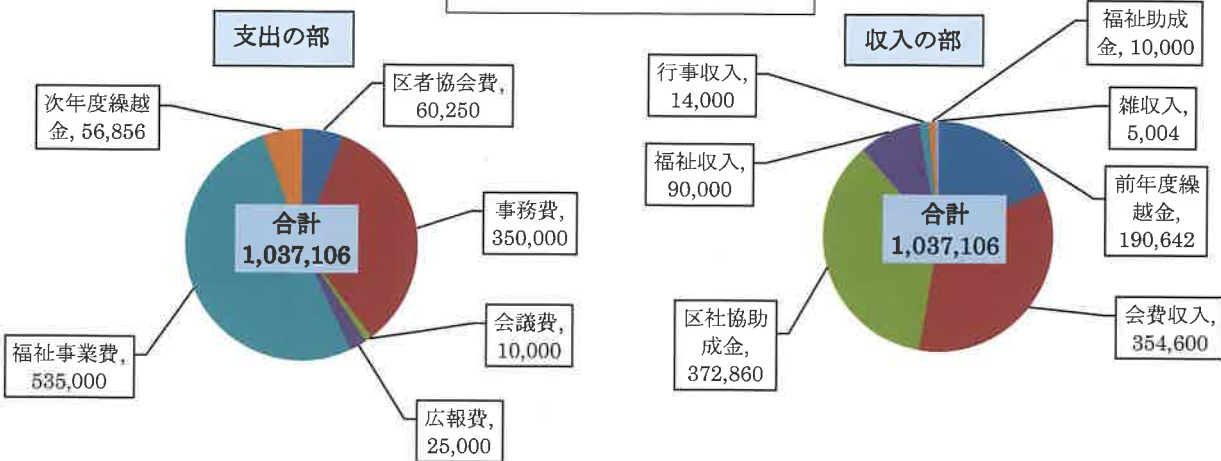 支出の部
次年度繰越
金, 56,856
区者協会費,
60,250
事務費,
350,000
会議費,
10,000
広報費,
25,000
福祉事業費,
535,000
合計
1,037,106
収入の部
福祉助成
金, 10,000
行事収入,
14,000
雑収入,
5,004
福祉収入,
90,000
前年度繰
越金,
190,642
区社協助
成金,
372,860
会費収入,
354,600
合計
1,037,106